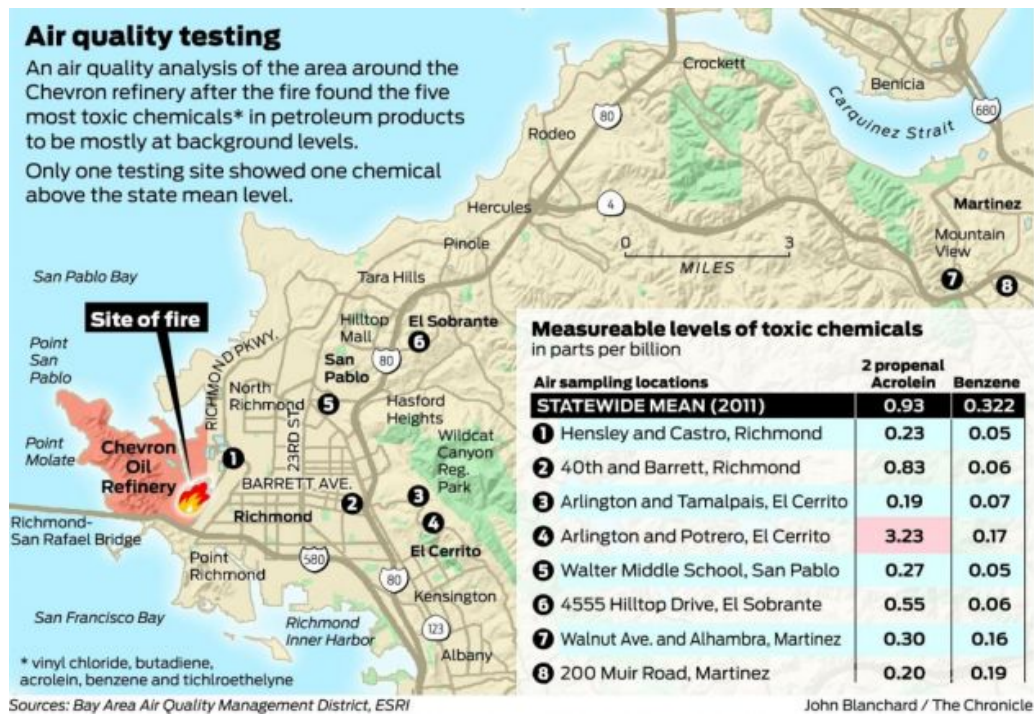 Air quality testing
An air quality analysis of the area around the
Chevron refinery after the fire found the five
most toxic chemicals* in petroleum products
to be mostly at background levels.
Only one testing site showed one chemical
above the state mean level.
Crockett
Benicia
80
680
Carquinez Strait
Rodeo
Hercules
4
Martinez
Pinole
0 3
MILES
Mountain
View
San Pablo Bay
Tara Hills
7
8
Site of fire
Hilltop
Mall
El Sobrante
6
Point
San
Pablo
RICHMOND PKWY.
San
Pablo
80
North
Richmond
5
Hasford
Heights
23RD ST.
Wildcat
Canyon
Reg.
Park
Point
Molate
Chevron
Oil
Refinery
1
BARRETT AVE.
2
3
Richmond
4
Richmond-
San Rafael Bridge
El Cerrito
Point
Richmond
580
80
Kensington
San Francisco Bay
Richmond
Inner Harbor
123
Albany
* vinyl chloride, butadiene,
acrolein, benzene and tichlroethelyne
Measureable levels of toxic chemicals
in parts per billion
2 propenal
Air sampling locations Acrolein Benzene
STATEWIDE MEAN (2011) 0.93 0.322
1 Hensley and Castro, Richmond 0.23 0.05
2 40th and Barrett, Richmond 0.83 0.06
3 Arlington and Tamalpais, El Cerrito 0.19 0.07
4 Arlington and Potrero, El Cerrito 3.23 0.17
5 Walter Middle School, San Pablo 0.27 0.05
6 4555 Hilltop Drive, El Sobrante 0.55 0.06
7 Walnut Ave. and Alhambra, Martinez 0.30 0.16
8 200 Muir Road, Martinez 0.20 0.19
Sources: Bay Area Air Quality Management District, ESRI
John Blanchard / The Chronicle